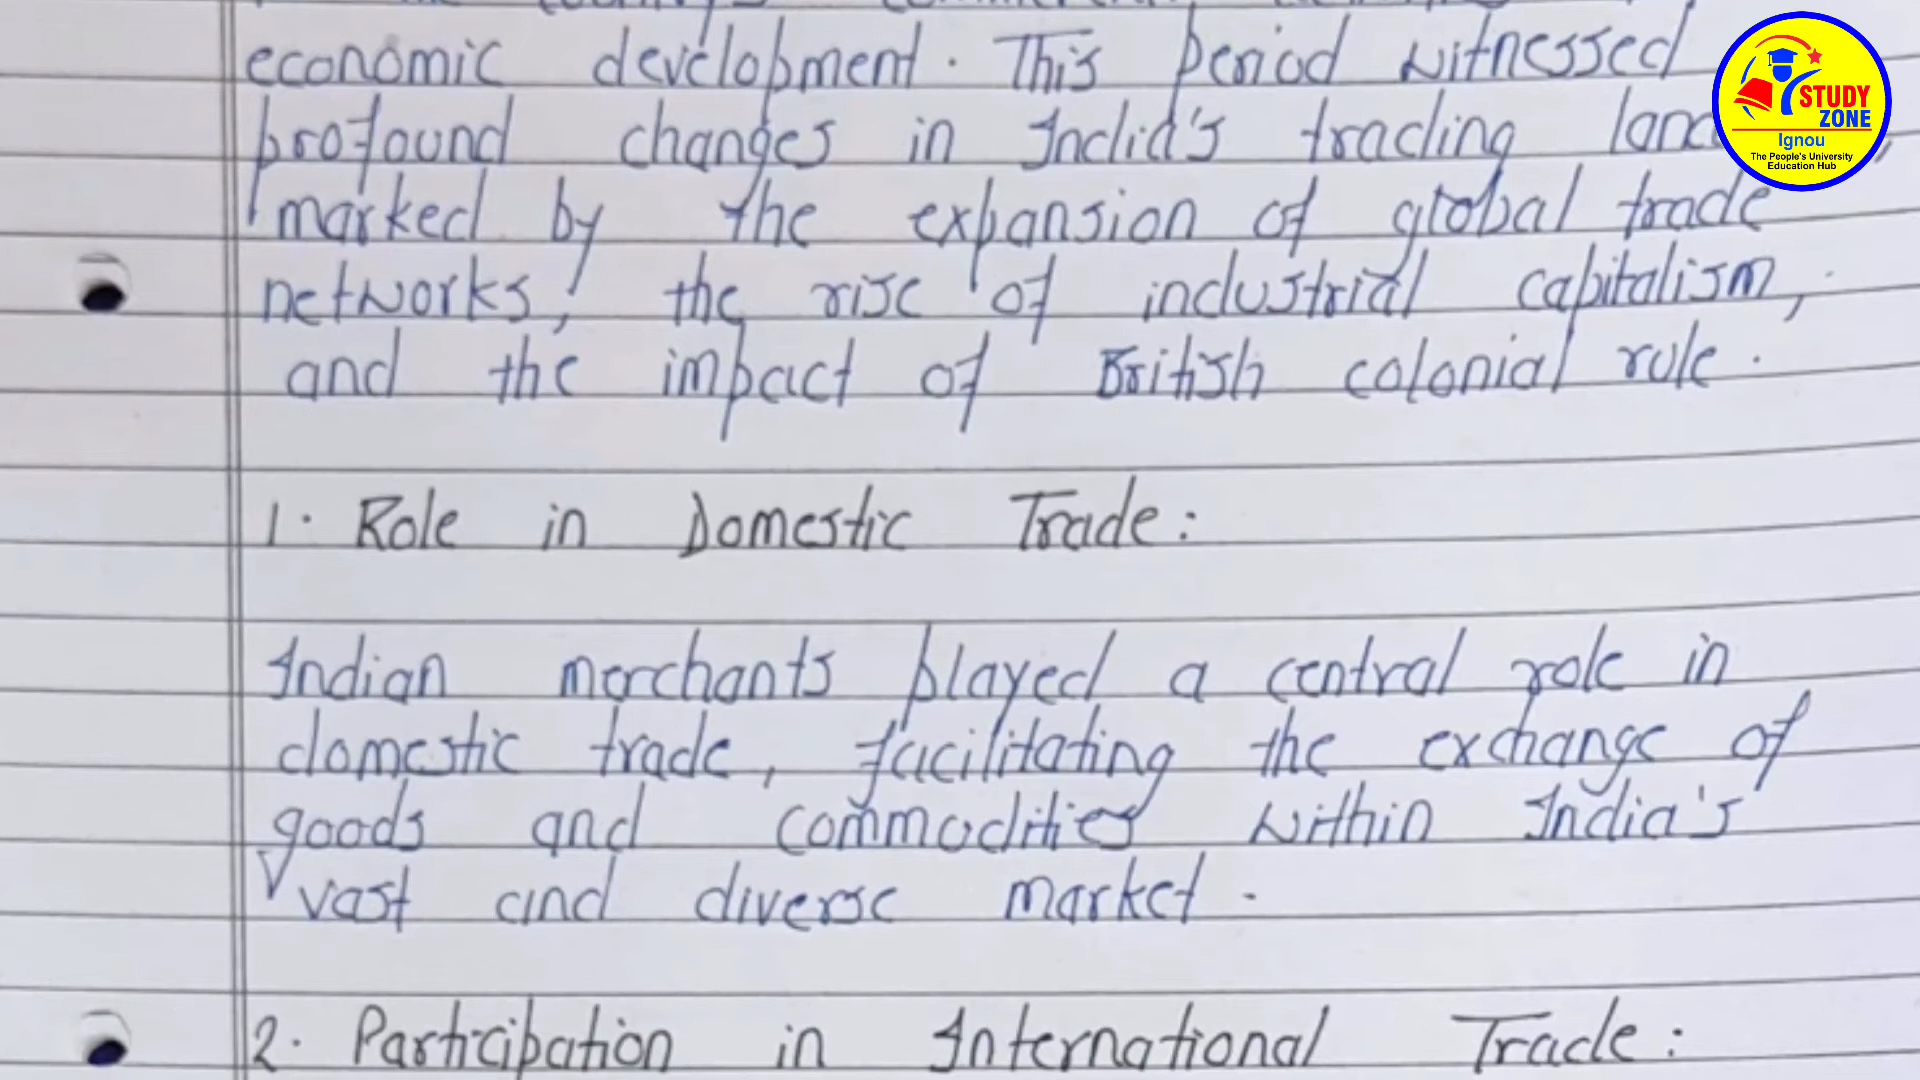 economic development. This period witnessed
profound changes in India's trading
marked by the expansion of global trade
networks, the rise of industrial capitalism,
and the impact of British colonial rule.
1. Role in Domestic Trade:
Indian merchants played a central role in
domestic trade, facilitating the exchange of
goods and commodities within India's
vast and diverse market.
2. Participation in International Trade:
STUDY
ZONE
Ignou
The People's University
Education Hub